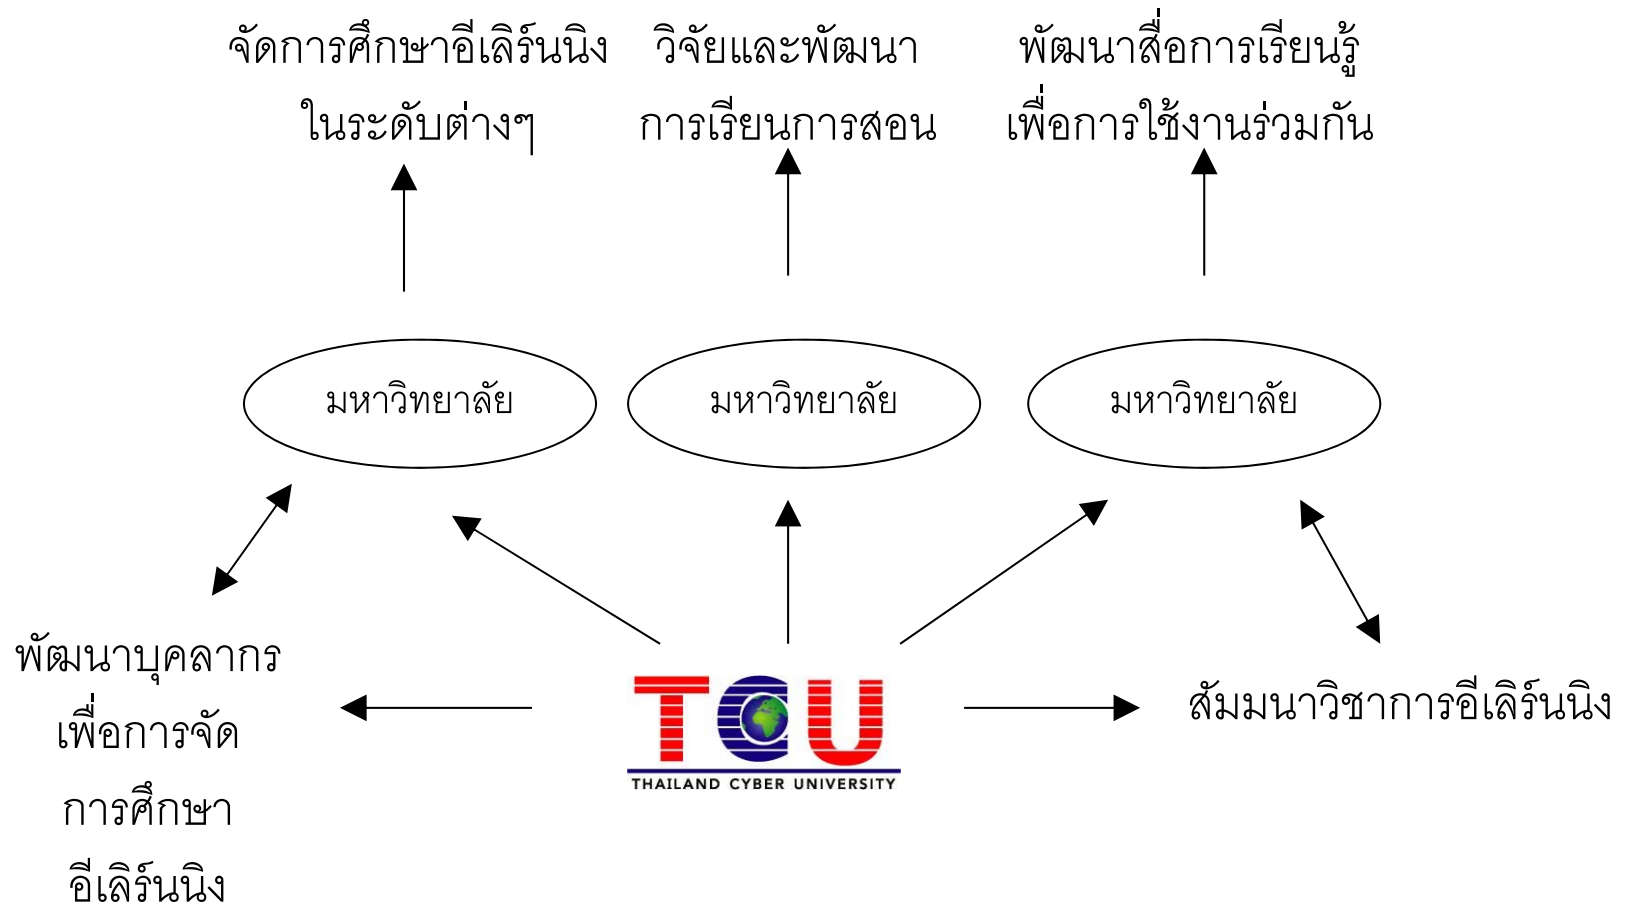 จัดการศึกษาอีเลิร์นนิง
ในระดับต่างๆ
วิจัยและพัฒนา
การเรียนการสอน
พัฒนาสื่อการเรียนรู้
เพื่อการใช้งานร่วมกัน
มหาวิทยาลัย
มหาวิทยาลัย
มหาวิทยาลัย
พัฒนาบุคลากร
เพื่อการจัด
การศึกษา
อีเลิร์นนิง
TCU
THAILAND CYBER UNIVERSITY
สัมมนาวิชาการอีเลิร์นนิง